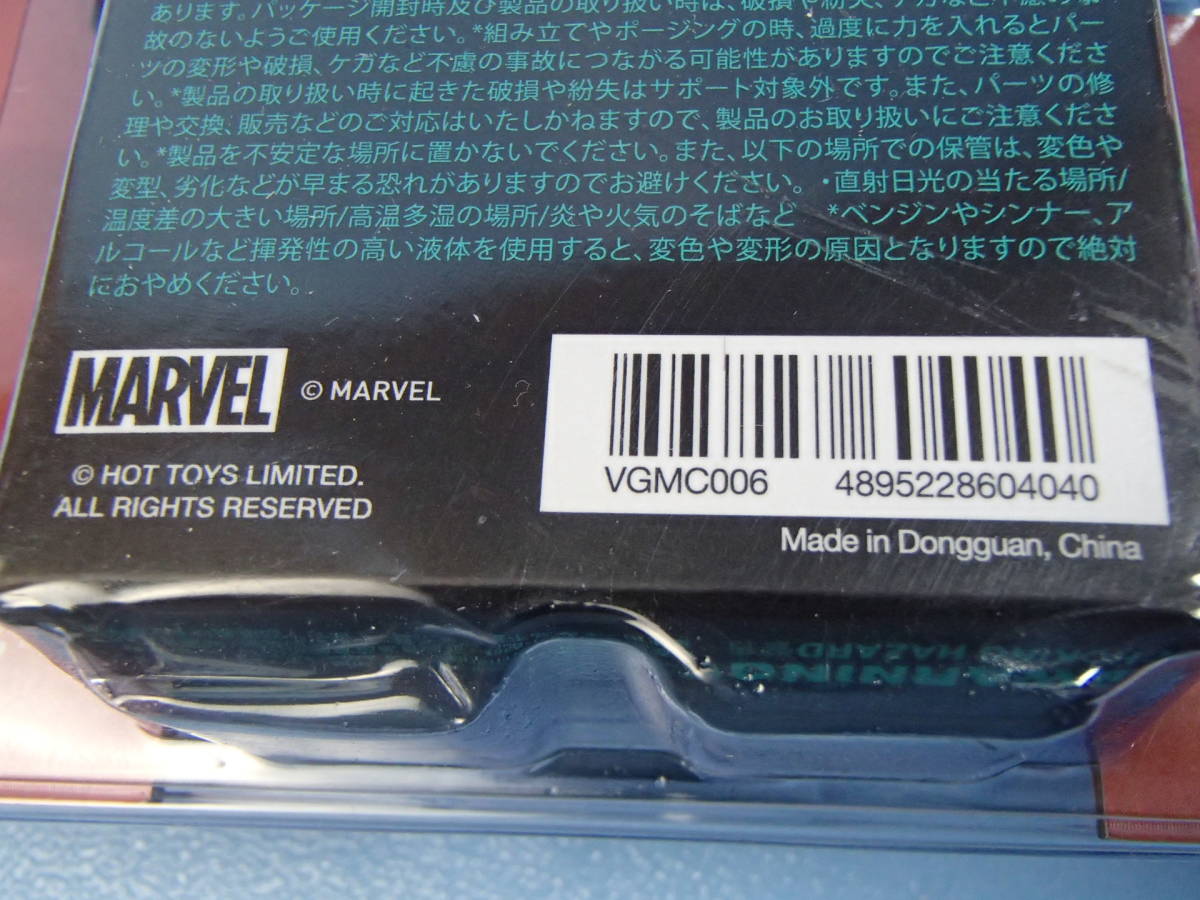 あります。パッケージ開封時及び製品の取り扱い時は、破損や紛失、ケガなど不慮の事
故のないようご使用ください。*組み立てやポージングの時、過度に力を入れるとパー
ツの変形や破損、ケガなど不慮の事故につながる可能性がありますのでご注意くださ
い。*製品の取り扱い時に起きた破損や紛失はサポート対象外です。また、パーツの修
理や交換、販売などのご対応はいたしかねますので、製品のお取り扱いにご注意くださ
い。*製品を不安定な場所に置かないでください。また、以下の場所での保管は、変色や
変型、劣化などが早まる恐れがありますのでお避けください。・直射日光の当たる場所/
温度差の大きい場所/高温多湿の場所/炎や火気のそばなど *ベンジンやシンナー、ア
ルコールなど揮発性の高い液体を使用すると、変色や変形の原因となりますので絶対
におやめください。
MARVEL © MARVEL
© HOT TOYS LIMITED.
ALL RIGHTS RESERVED
VGMC006 4895228604040
Made in Dongguan, China
HAZARD